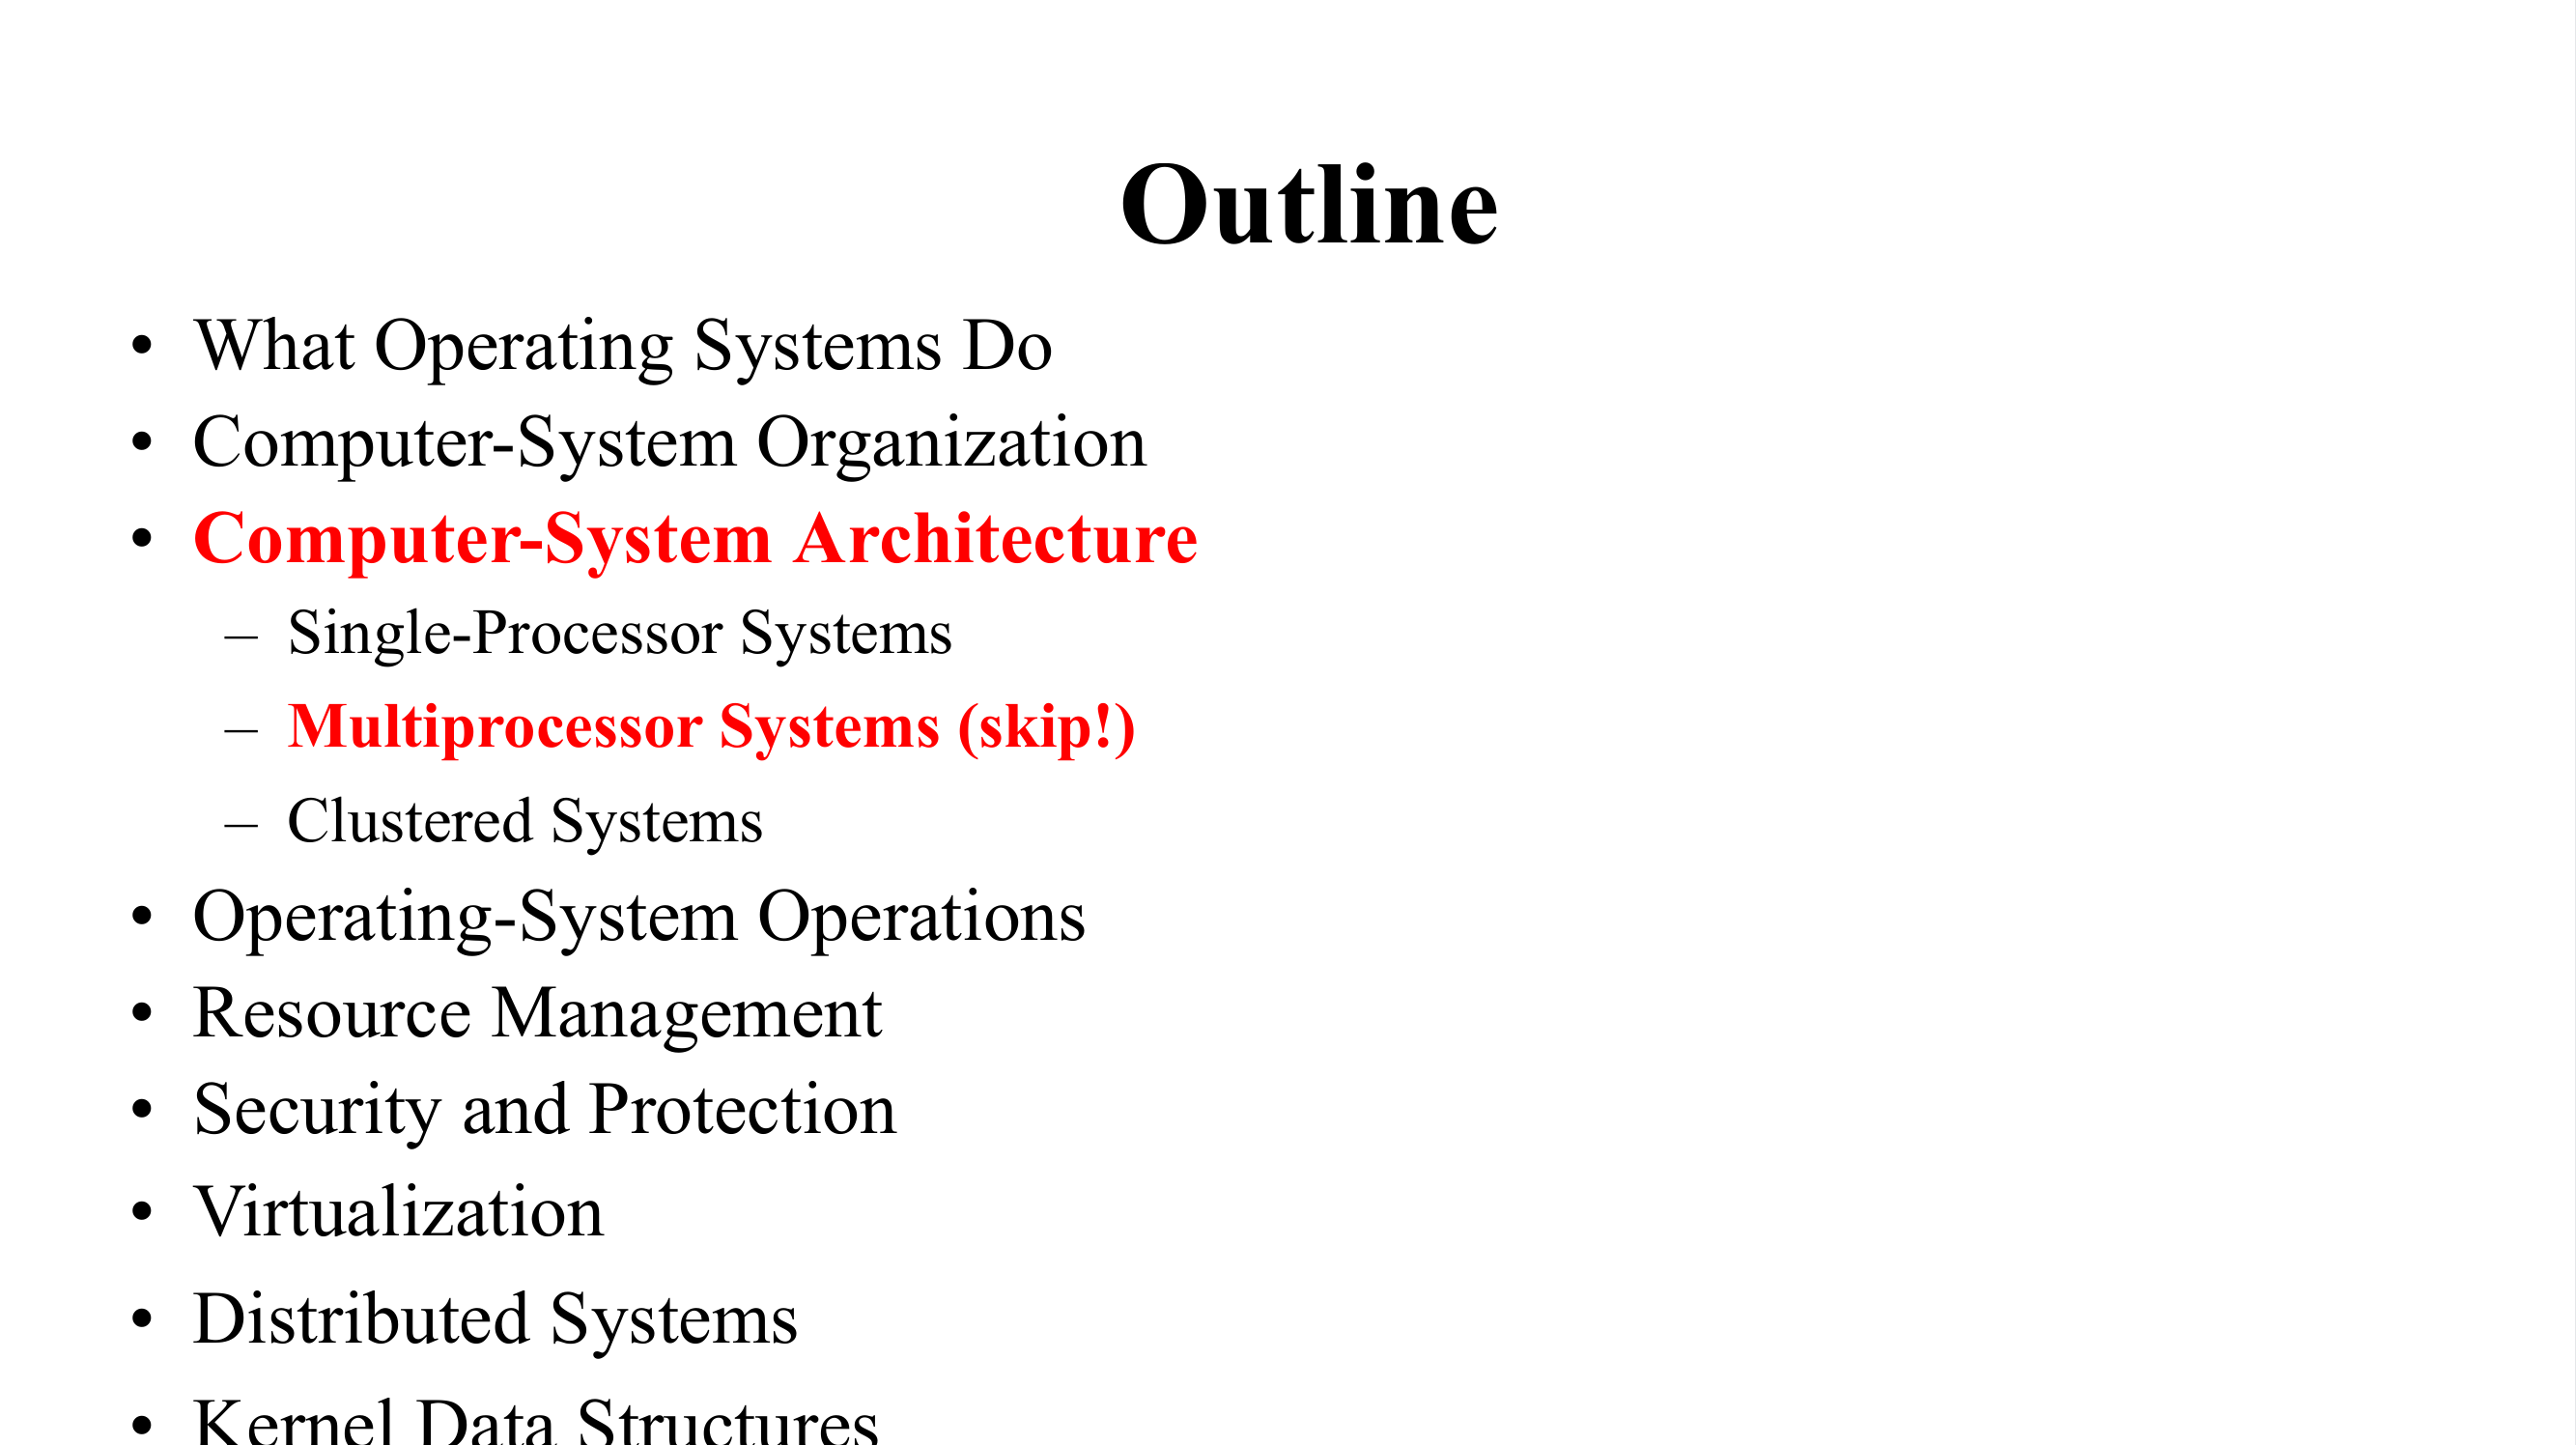 Outline
• What Operating Systems Do
• Computer-System Organization
• Computer-System Architecture
– Single-Processor Systems
– Multiprocessor Systems (skip!)
– Clustered Systems
• Operating-System Operations
• Resource Management
• Security and Protection
• Virtualization
• Distributed Systems
• Kernel Data Structures